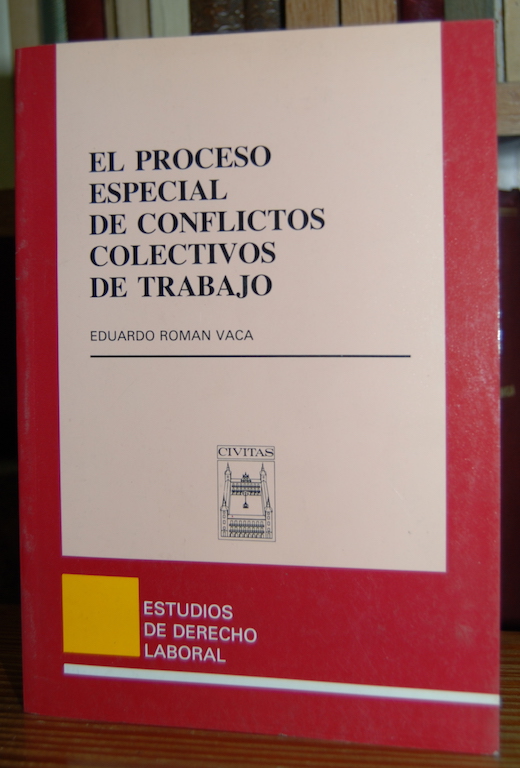 EL PROCESO
ESPECIAL
DE CONFLICTOS
COLECTIVOS
DE TRABAJO
EDUARDO ROMAN VACA
CIVITAS
ESTUDIOS
DE DERECHO
LABORAL